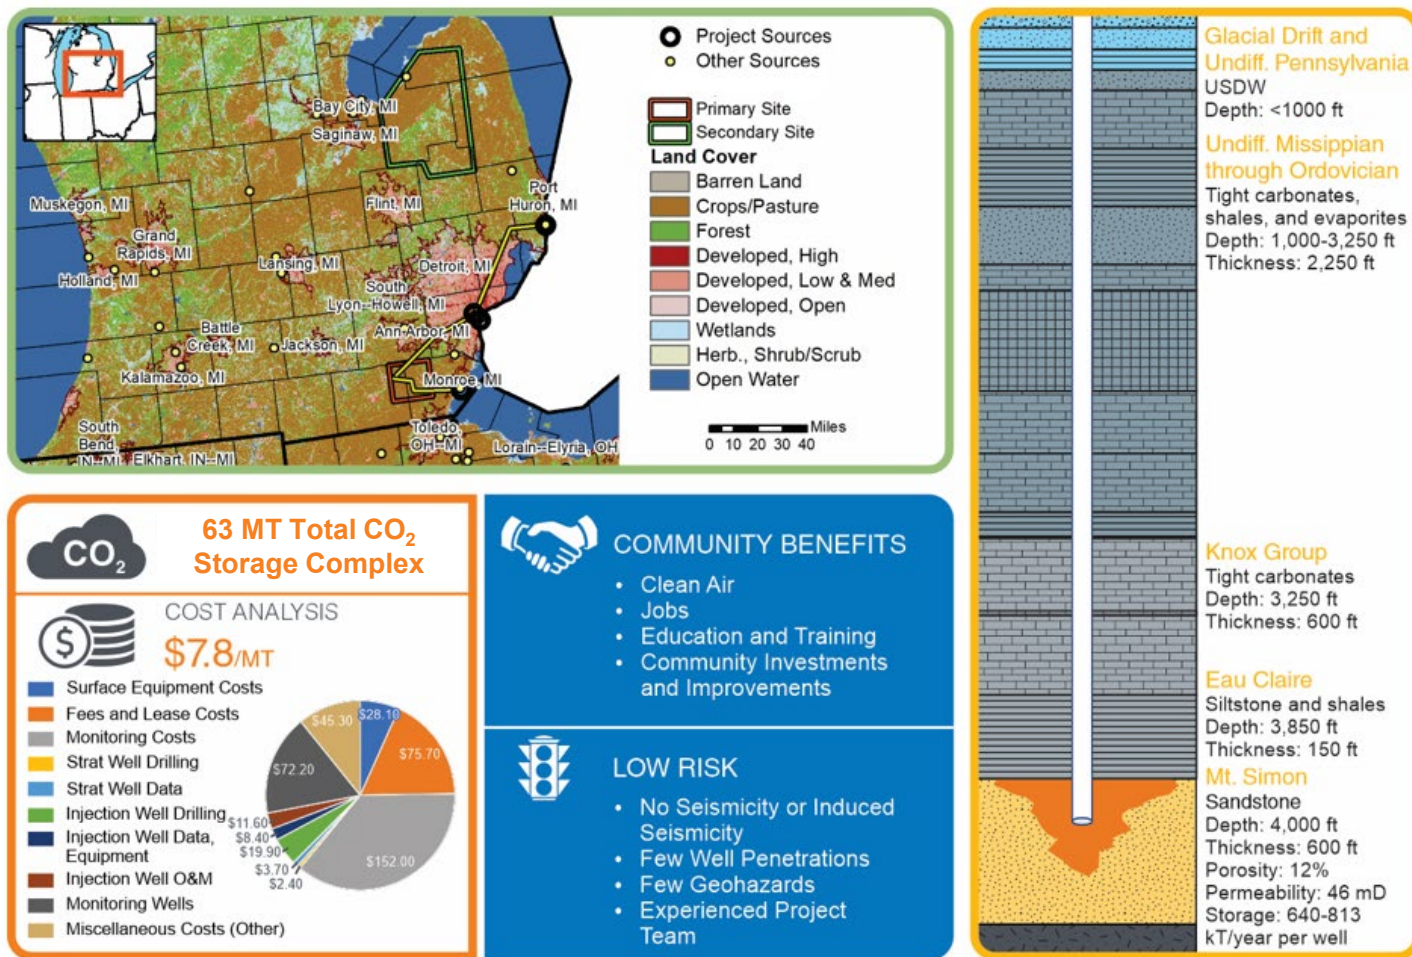 Project Sources
Other Sources
Primary Site
Secondary Site
Land Cover
Barren Land
Crops/Pasture
Forest
Developed, High
Developed, Low & Med
Developed, Open
Wetlands
Herb., Shrub/Scrub
Open Water
Miles
0 10 20 30 40
Bay City, MI
Saginaw, MI
Muskegon, MI
Flint, MI
Port
Huron, MI
Grand
Rapids, MI
Holland, MI
Lansing, MI
Detroit, MI
South
Lyon--Howell, MI
Ann Arbor, MI
Battle
Creek, MI
Jackson, MI
Kalamazoo, MI
Monroe, MI
South
Bend,
IN--MI
Elkhart, IN--MI
Toledo,
OH--MI
Lorain--Elyria, OH
63 MT Total CO2
Storage Complex
CO2
COST ANALYSIS
$
$7.8/MT
Surface Equipment Costs
Fees and Lease Costs
Monitoring Costs
Strat Well Drilling
Strat Well Data
Injection Well Drilling
Injection Well Data,
Equipment
Injection Well O&M
Monitoring Wells
Miscellaneous Costs (Other)
$45.30
$28.10
$75.70
$72.20
$11.60
$8.40
$19.90
$3.70
$2.40
$152.00
COMMUNITY BENEFITS
• Clean Air
• Jobs
• Education and Training
• Community Investments
and Improvements
LOW RISK
• No Seismicity or Induced
Seismicity
• Few Well Penetrations
• Few Geohazards
• Experienced Project
Team
Glacial Drift and
Undiff. Pennsylvania
USDW
Depth: <1000 ft
Undiff. Missippian
through Ordovician
Tight carbonates,
shales, and evaporites
Depth: 1,000-3,250 ft
Thickness: 2,250 ft
Knox Group
Tight carbonates
Depth: 3,250 ft
Thickness: 600 ft
Eau Claire
Siltstone and shales
Depth: 3,850 ft
Thickness: 150 ft
Mt. Simon
Sandstone
Depth: 4,000 ft
Thickness: 600 ft
Porosity: 12%
Permeability: 46 mD
Storage: 640-813
kT/year per well